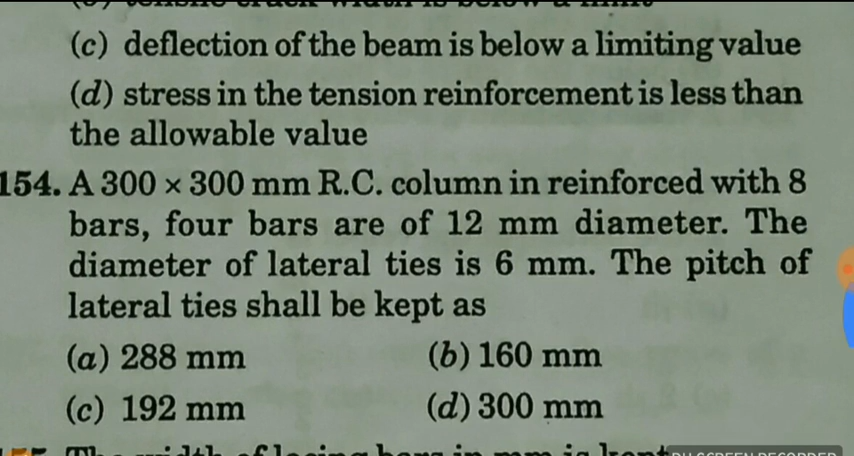 (c) deflection of the beam is below a limiting value
(d) stress in the tension reinforcement is less than
the allowable value
154. A 300 × 300 mm R.C. column in reinforced with 8
bars, four bars are of 12 mm diameter. The
diameter of lateral ties is 6 mm. The pitch of
lateral ties shall be kept as
(a) 288 mm (b) 160 mm
(c) 192 mm (d) 300 mm